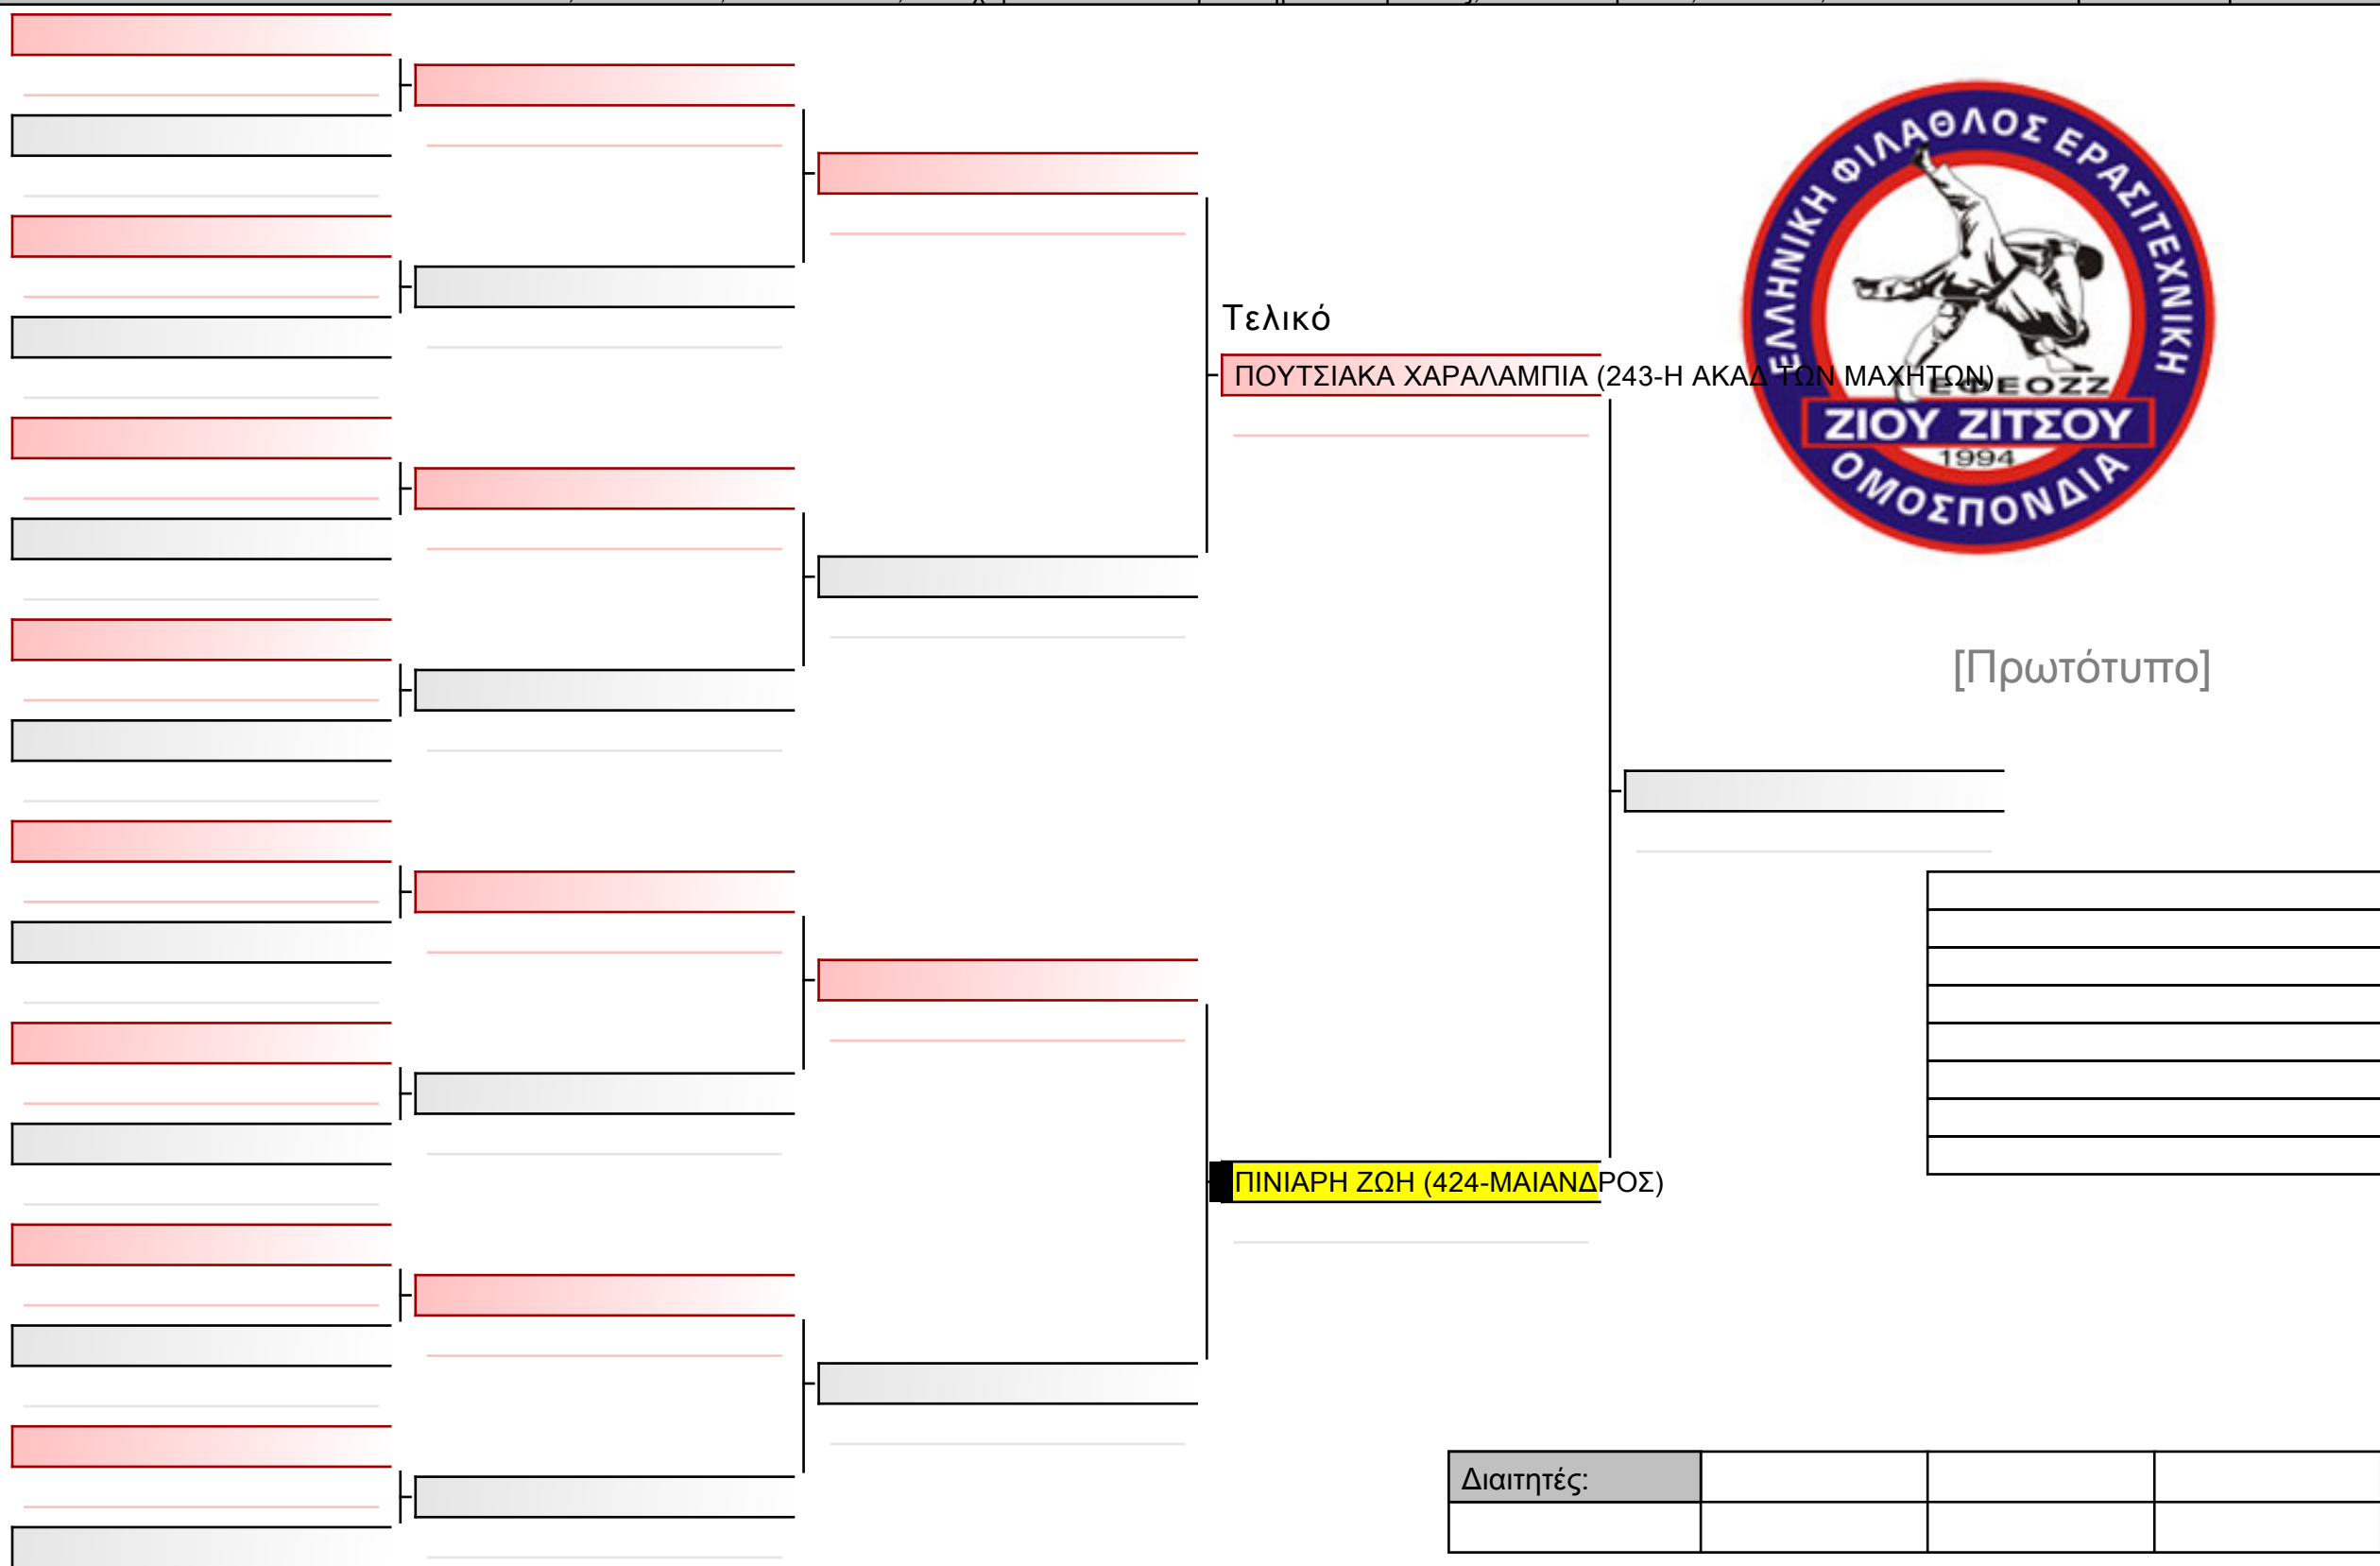 ΕΛΛΗΝΙΚΗ ΦΙΛΑΘΛΟΣ ΕΡΑΣΙΤΕΧΝΙΚΗ
Τελικό
ΠΟΥΤΣΙΑΚΑ ΧΑΡΑΛΑΜΠΙΑ (243-Η ΑΚΑΔ ΤΩΝ ΜΑΧΗΤΩΝ)
ΕΦΕΟΖΖ
ΖΙΟΥ ΖΙΤΣΟΥ
1994
ΟΜΟΣΠΟΝΔΙΑ
[Πρωτότυπο]
ΠΙΝΙΑΡΗ ΖΩΗ (424-ΜΑΙΑΝΔΡΟΣ)
Διαιτητές: